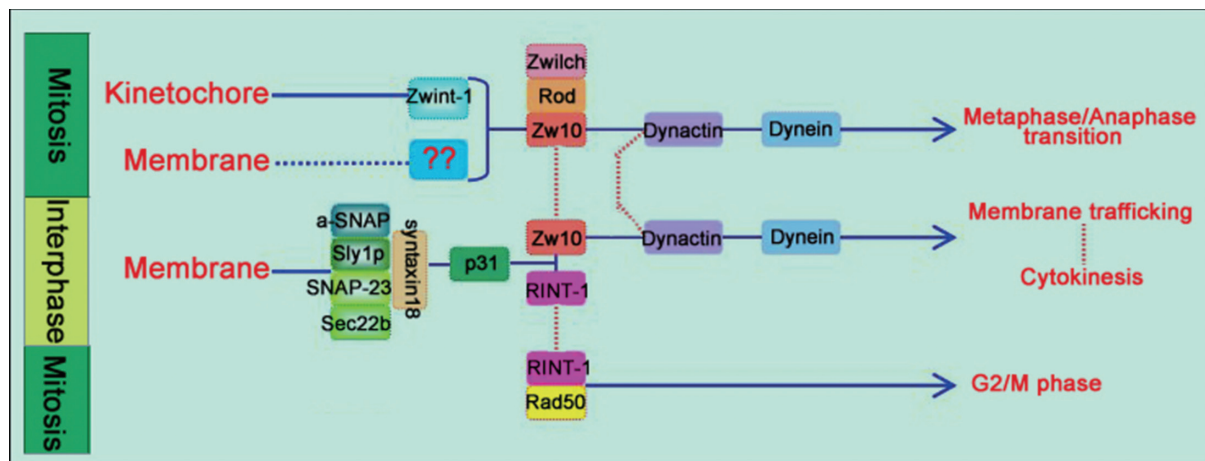 Mitosis
Kinetochore
Zwint-1
Zwilch
Rod
Zw10
Dynactin
Dynein
Metaphase/Anaphase
transition
Membrane
??
Interphase
Membrane
a-SNAP
Sly1p
SNAP-23
Sec22b
syntaxin18
p31
Zw10
RINT-1
Dynactin
Dynein
Membrane trafficking
Cytokinesis
Mitosis
RINT-1
Rad50
G2/M phase